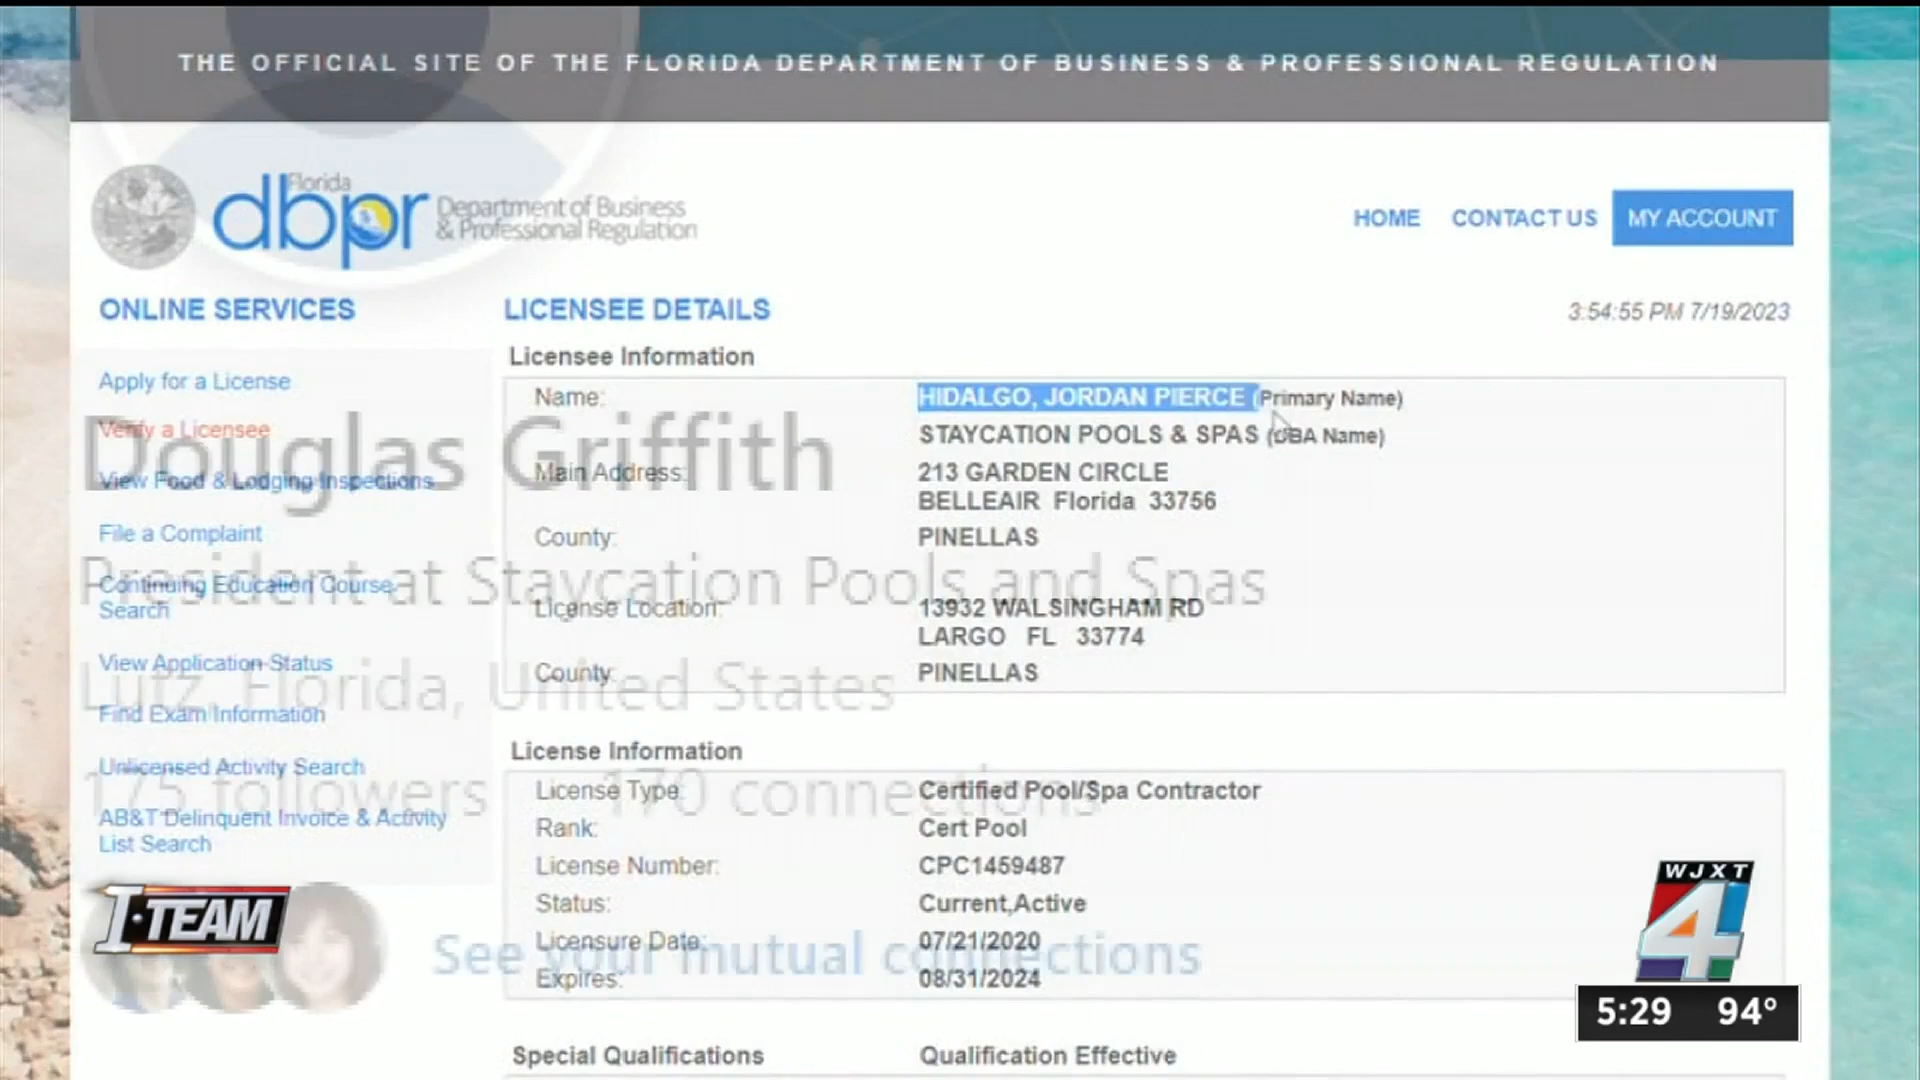 THE OFFICIAL SITE OF THE FLORIDA DEPARTMENT OF BUSINESS & PROFESSIONAL REGULATION
Florida
dbpr
Department of Business
& Professional Regulation
HOME CONTACT US MY ACCOUNT
ONLINE SERVICES
Apply for a License
Verify a Licensee
View Food & Lodging Inspections
File a Complaint
Continuing Education Course
Search
View Application Status
Find Exam Information
Unlicensed Activity Search
AB&T Delinquent Invoice & Activity
List Search
LICENSEE DETAILS
3:54:55 PM 7/19/2023
Licensee Information
Name: HIDALGO, JORDAN PIERCE (Primary Name)
STAYCATION POOLS & SPAS (DBA Name)
Main Address: 213 GARDEN CIRCLE
BELLEAIR Florida 33756
County: PINELLAS
License Location: 13932 WALSINGHAM RD
LARGO FL 33774
County: PINELLAS
License Information
License Type: Certified Pool/Spa Contractor
Rank: Cert Pool
License Number: CPC1459487
Status: Current,Active
Licensure Date: 07/21/2020
Expires: 08/31/2024
Special Qualifications Qualification Effective
Douglas Griffith
President at Staycation Pools and Spas
Lutz, Florida, United States
175 followers 170 connections
See your mutual connections
I-TEAM
WJXT
4
5:29 94°